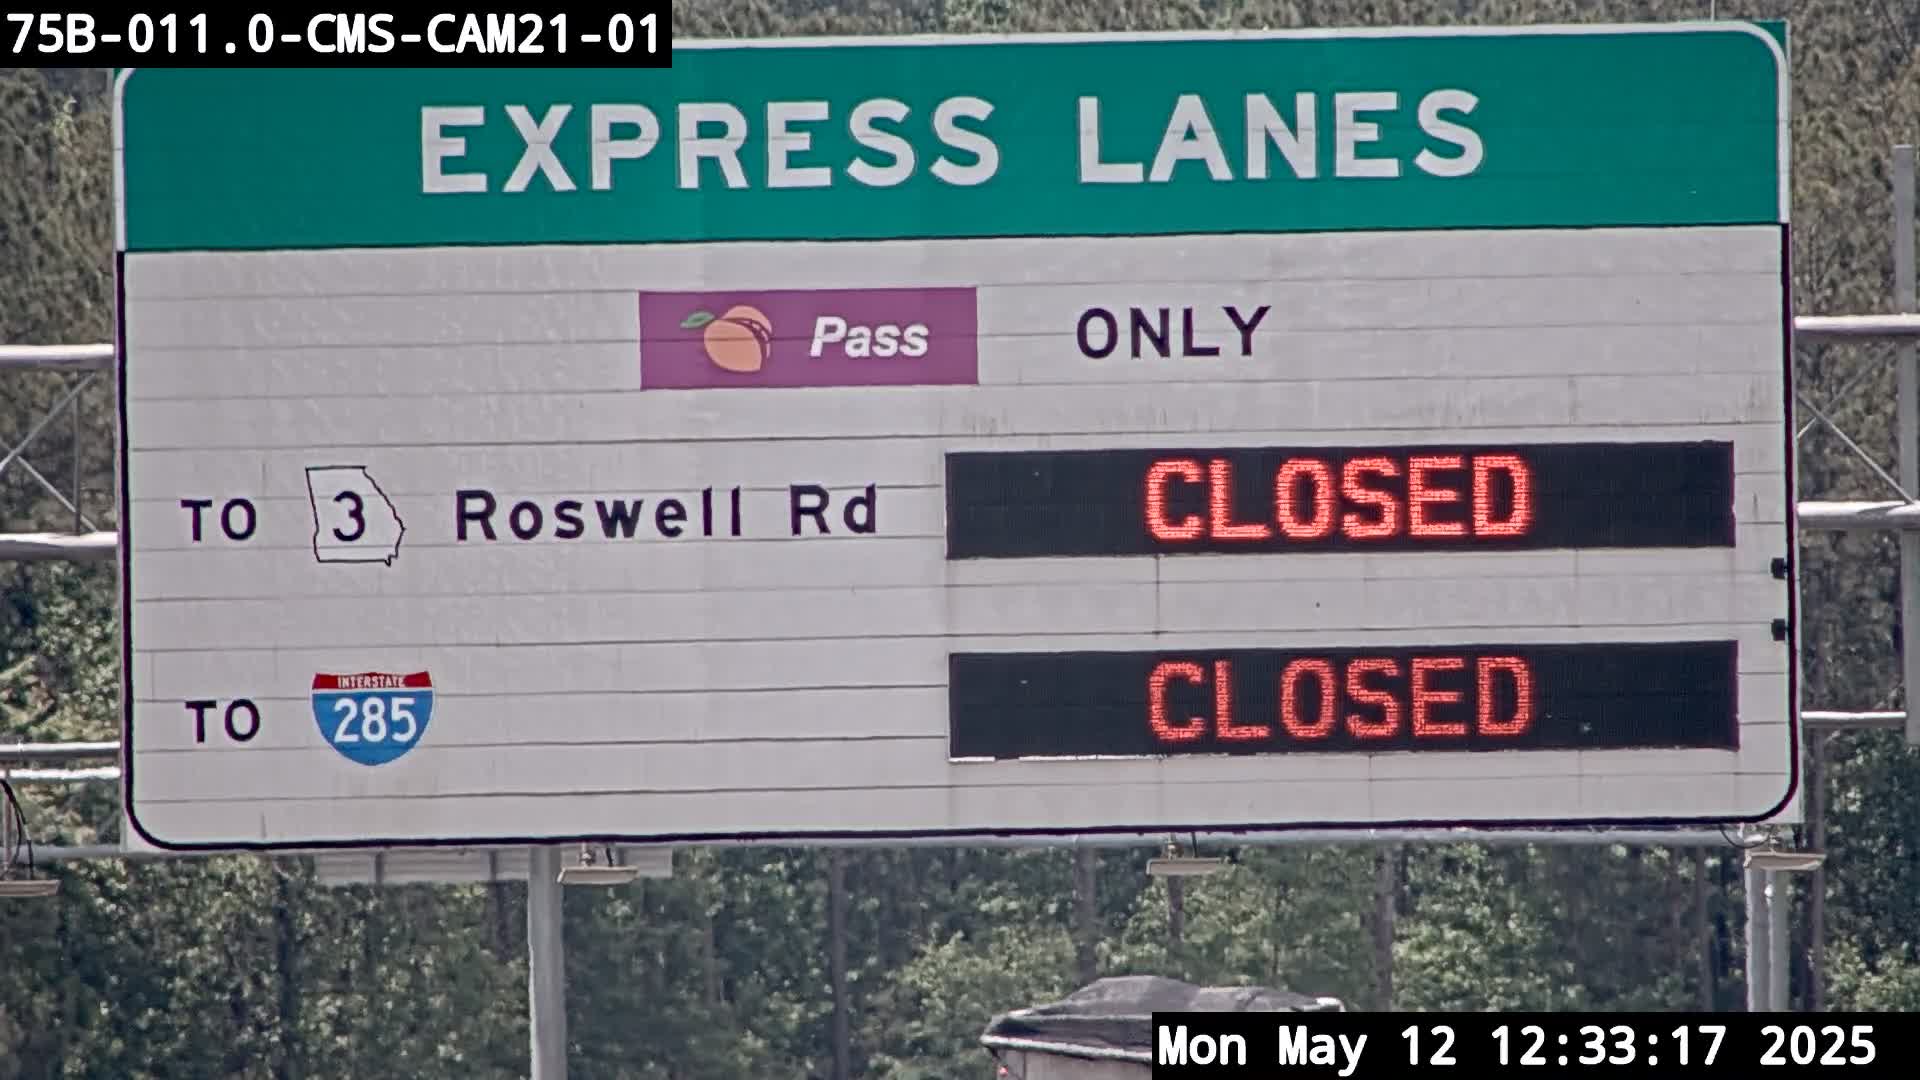 75B-011.0-CMS-CAM21-01
EXPRESS LANES
Pass ONLY
TO 3 Roswell Rd CLOSED
INTERSTATE
TO 285 CLOSED
Mon May 12 12:33:17 2025